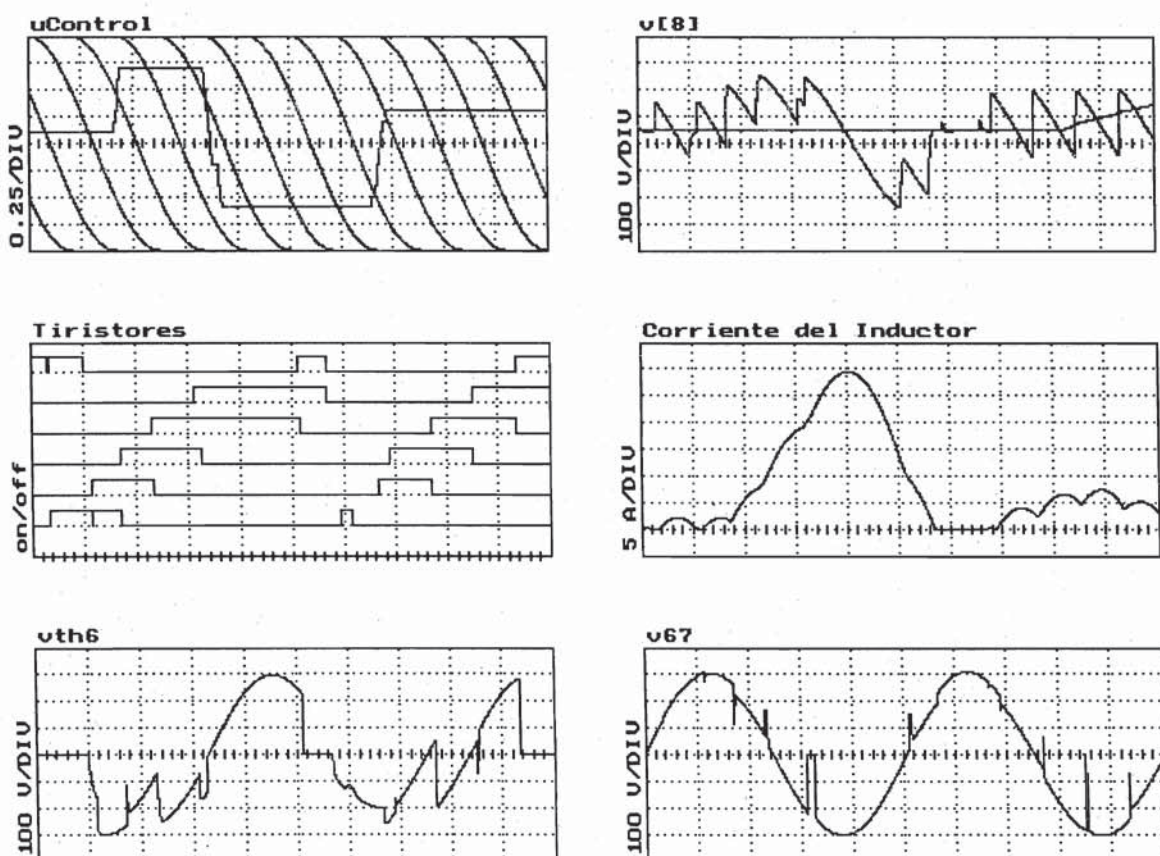 uControl
0.25/DIV
v[8]
100 V/DIV
Tiristores
on/off
Corriente del Inductor
5 A/DIV
vth6
100 V/DIV
v67
100 V/DIV